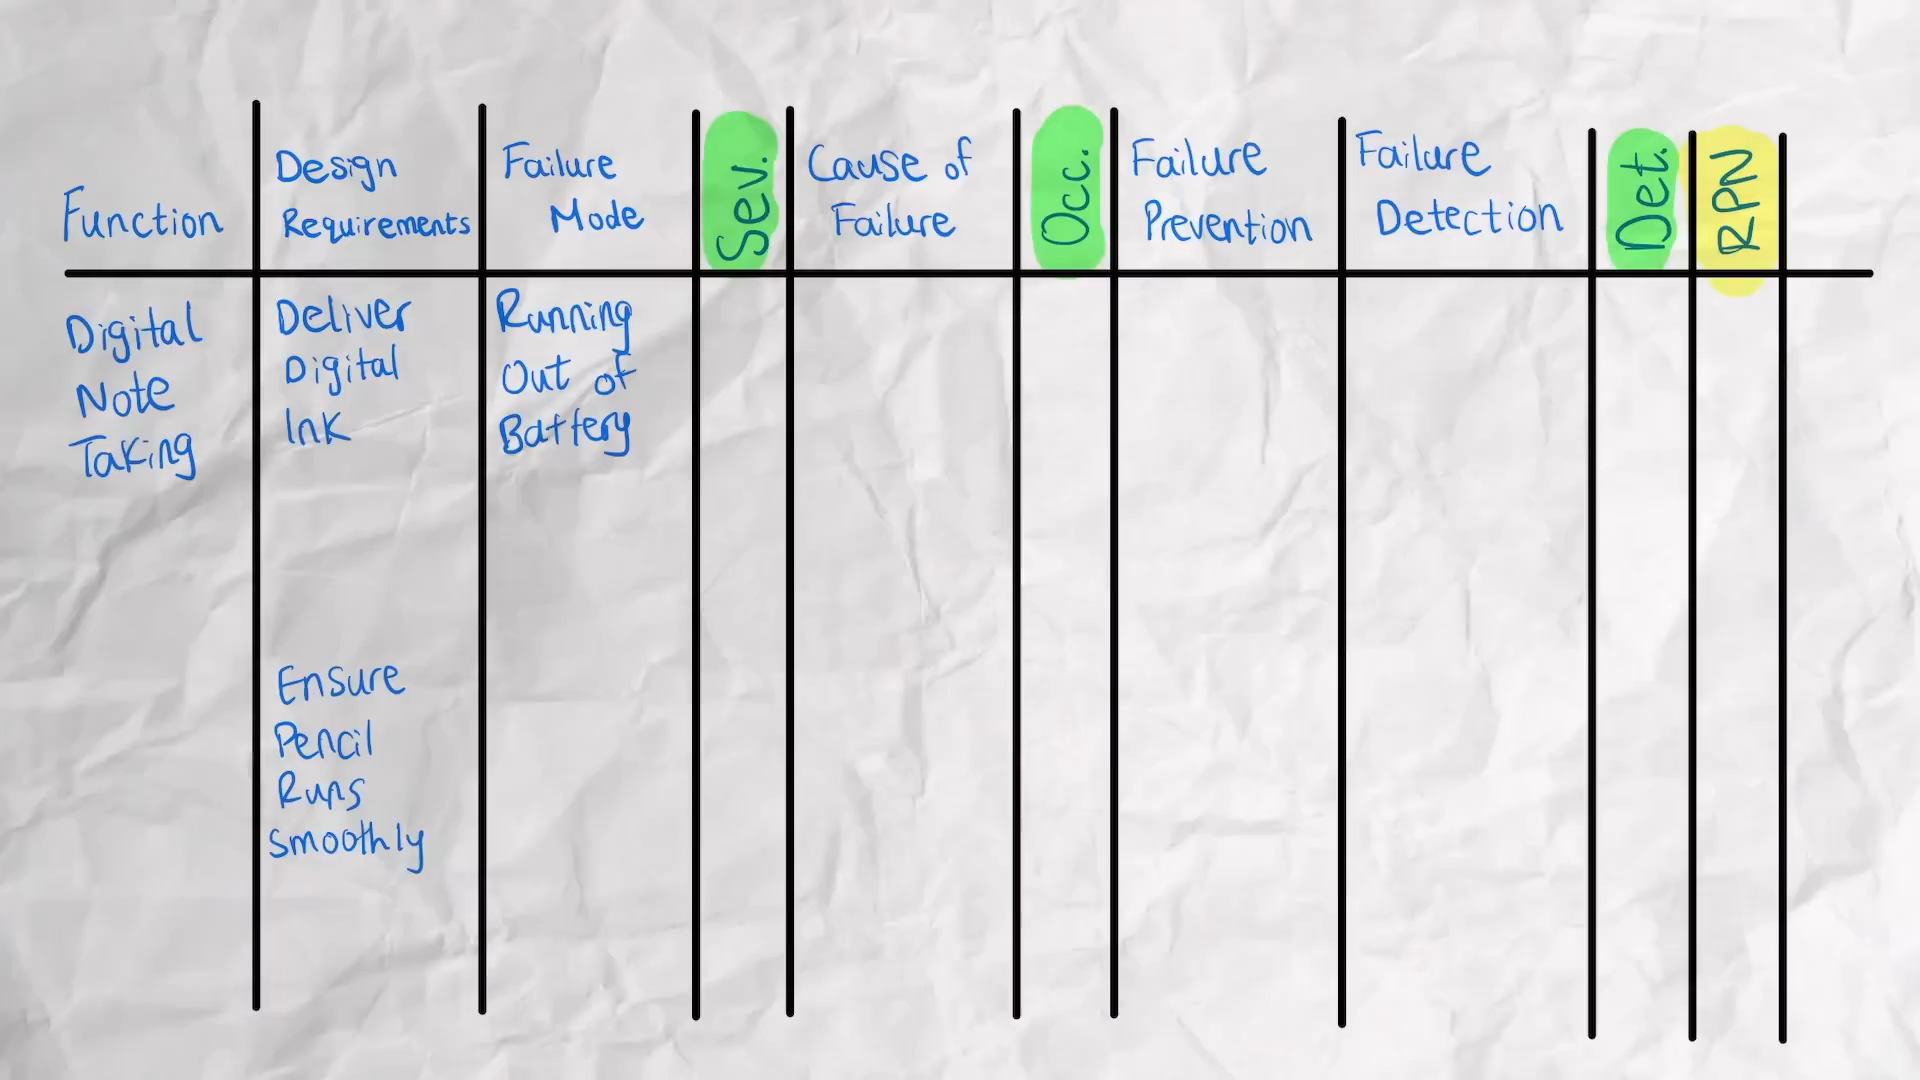 Function
Design
Requirements
Failure
Mode
Sev.
Cause of
Failure
Occ.
Failure
Prevention
Failure
Detection
Det.
RPN
Digital
Note
Taking
Deliver
Digital
Ink
Running
Out of
Battery
Ensure
Pencil
Runs
Smoothly